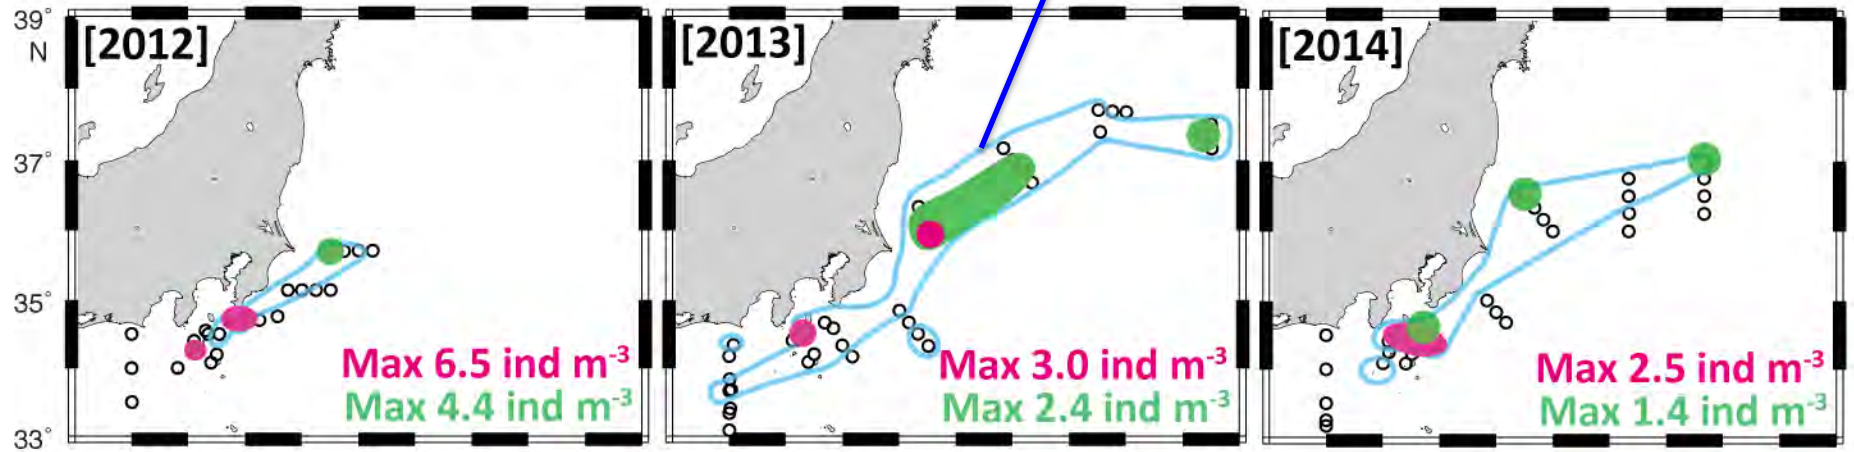 39°
N
37°
35°
33°
[2012]
Max 6.5 ind m⁻³
Max 4.4 ind m⁻³
[2013]
Max 3.0 ind m⁻³
Max 2.4 ind m⁻³
[2014]
Max 2.5 ind m⁻³
Max 1.4 ind m⁻³